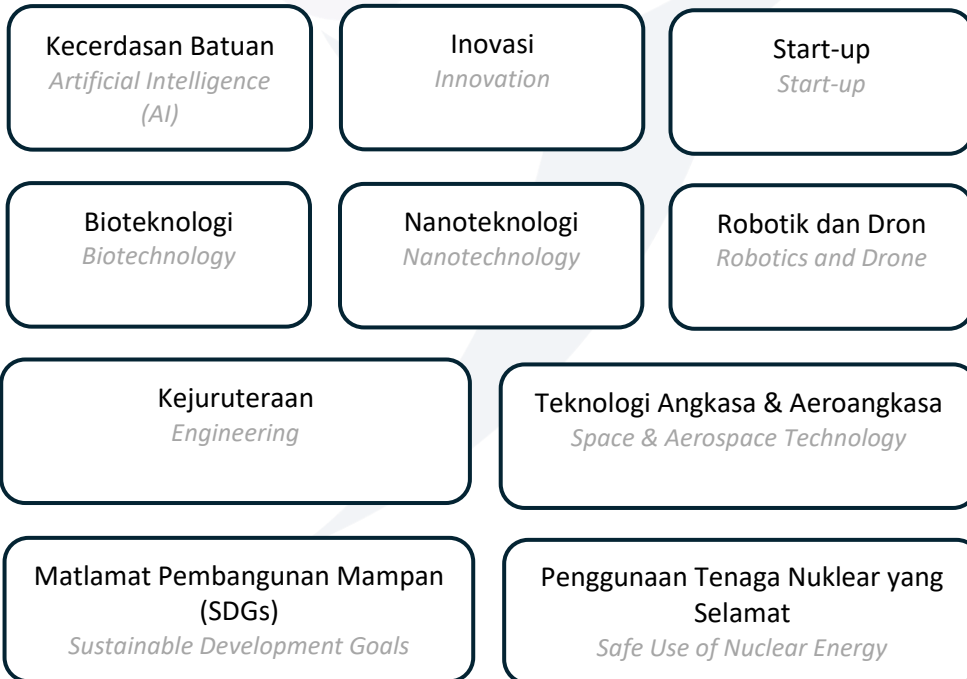 Kecerdasan Batuan
Artificial Intelligence
(AI)
Inovasi
Innovation
Start-up
Start-up
Bioteknologi
Biotechnology
Nanoteknologi
Nanotechnology
Robotik dan Dron
Robotics and Drone
Kejuruteraan
Engineering
Teknologi Angkasa & Aeroangkasa
Space & Aerospace Technology
Matlamat Pembangunan Mampan
(SDGs)
Sustainable Development Goals
Penggunaan Tenaga Nuklear yang
Selamat
Safe Use of Nuclear Energy